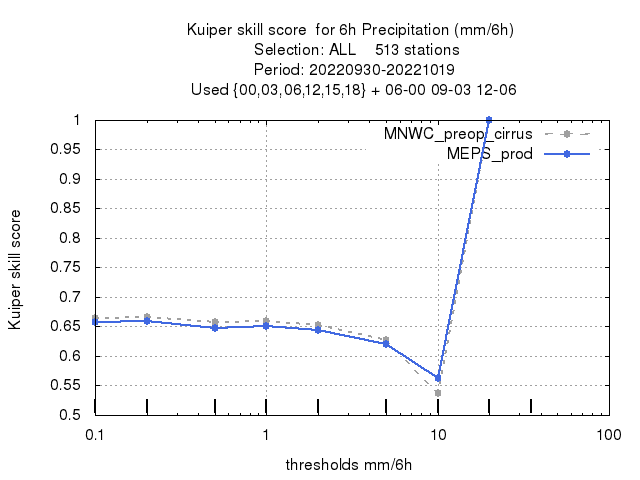 Kuiper skill score  for 6h Precipitation (mm/6h)
Selection: ALL    513 stations
Period: 20220930-20221019
Used {00,03,06,12,15,18} + 06-00 09-03 12-06
MNWC_preop_cirrus
MEPS_prod
Kuiper skill score
1
0.95
0.9
0.85
0.8
0.75
0.7
0.65
0.6
0.55
0.5
0.1
1
10
100
thresholds mm/6h